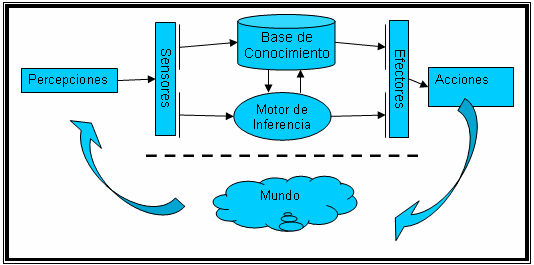 Percepciones
Sensores
Base de
Conocimiento
Motor de
Inferencia
Efectores
Acciones
Mundo